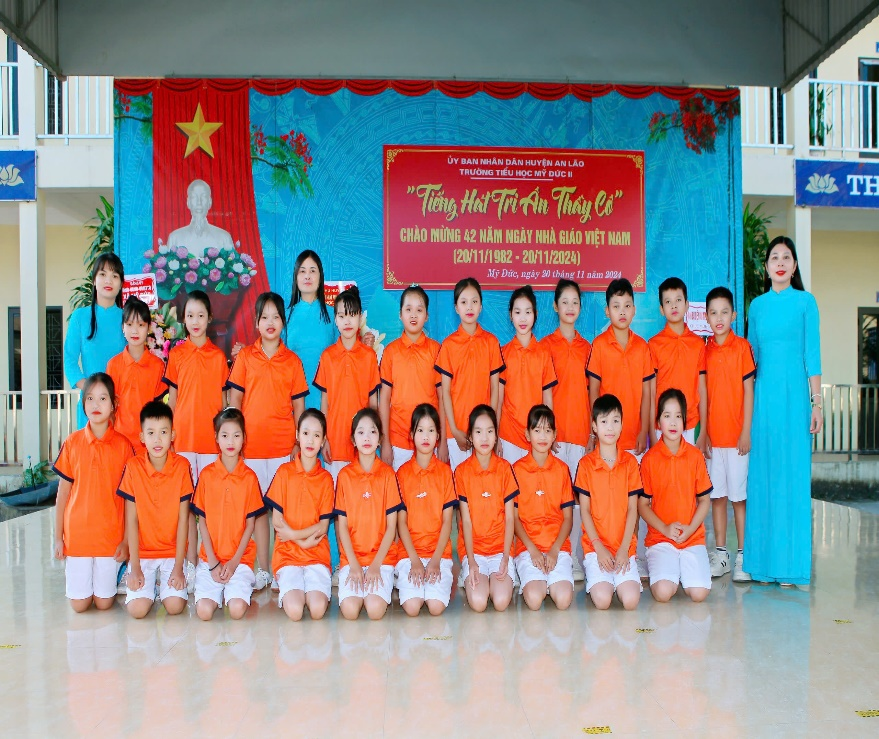 ỦY BAN NHÂN DÂN HUYỆN AN LÃO
TRƯỜNG TIỂU HỌC MỸ ĐỨC II
"Tiếng Hát Tri Ân Thầy Cô"
CHÀO MỪNG 42 NĂM NGÀY NHÀ GIÁO VIỆT NAM
(20/11/1982 - 20/11/2024)
Mỹ Đức, ngày 20 tháng 11 năm 2024
TH